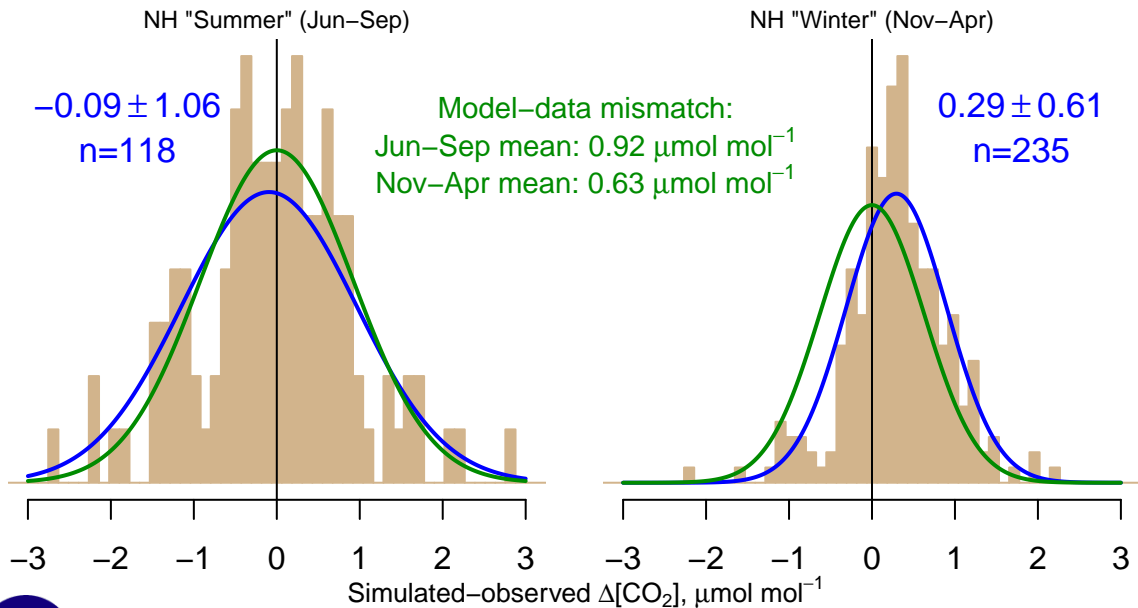 NH "Summer" (Jun−Sep)
NH "Winter" (Nov−Apr)
−0.09 ± 1.06
n=118
Model−data mismatch:
Jun−Sep mean: 0.92 μmol mol⁻¹
Nov−Apr mean: 0.63 μmol mol⁻¹
0.29 ± 0.61
n=235
−3 −2 −1 0 1 2 3
−3 −2 −1 0 1 2 3
Simulated−observed Δ[CO₂], μmol mol⁻¹